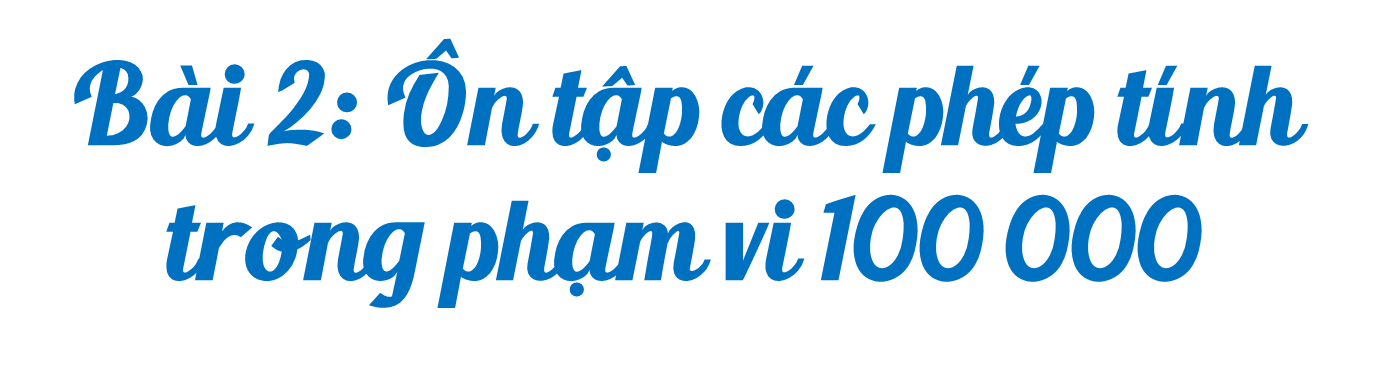 Bài 2: Ôn tập các phép tính
trong phạm vi 100 000